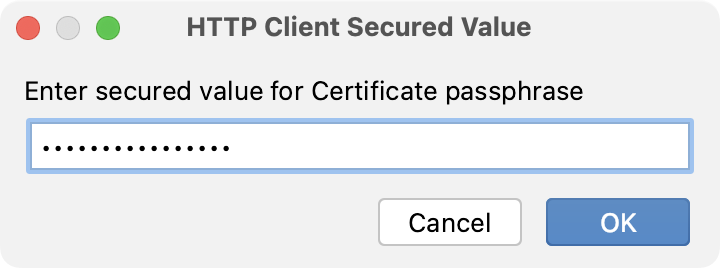 HTTP Client Secured Value
Enter secured value for Certificate passphrase
••••••••••••••••
Cancel OK